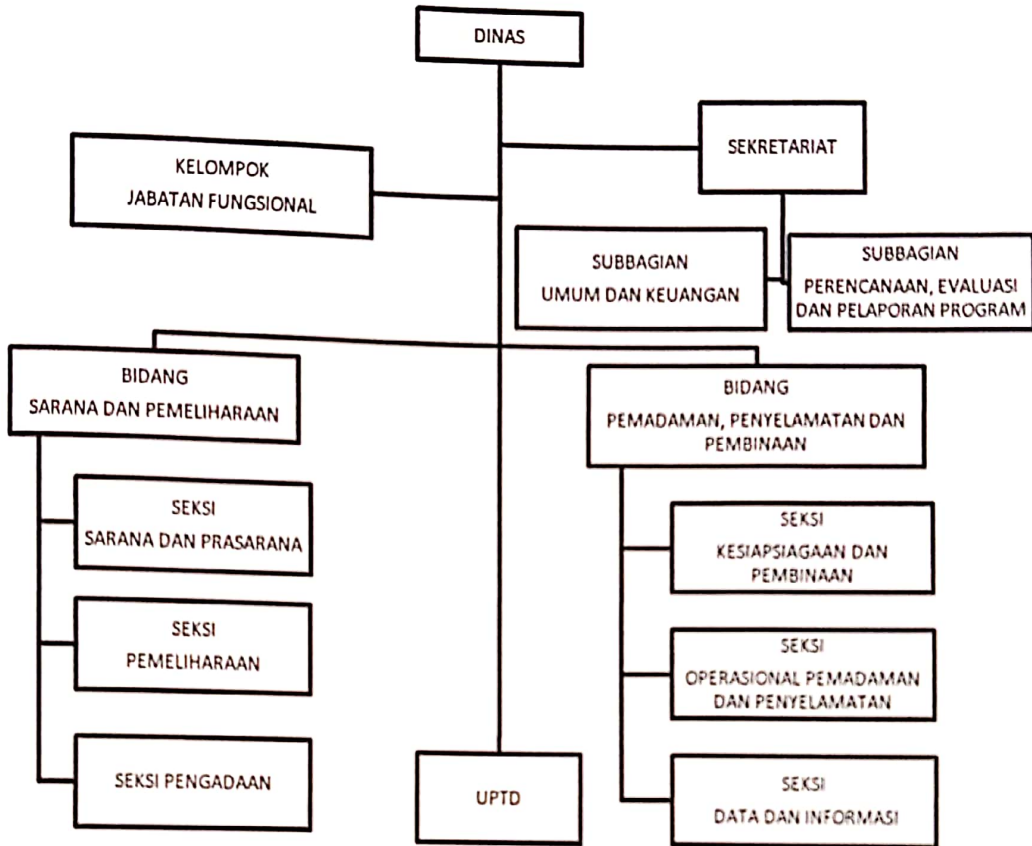 DINAS
SEKRETARIAT
KELOMPOK
JABATAN FUNGSIONAL
SUBBAGIAN
UMUM DAN KEUANGAN
SUBBAGIAN
PERENCANAAN, EVALUASI
DAN PELAPORAN PROGRAM
BIDANG
SARANA DAN PEMELIHARAAN
SEKSI
SARANA DAN PRASARANA
SEKSI
PEMELIHARAAN
SEKSI PENGADAAN
BIDANG
PEMADAMAN, PENYELAMATAN DAN
PEMBINAAN
SEKSI
KESIAPSIAGAAN DAN
PEMBINAAN
SEKSI
OPERASIONAL PEMADAMAN
DAN PENYELAMATAN
SEKSI
DATA DAN INFORMASI
UPTD